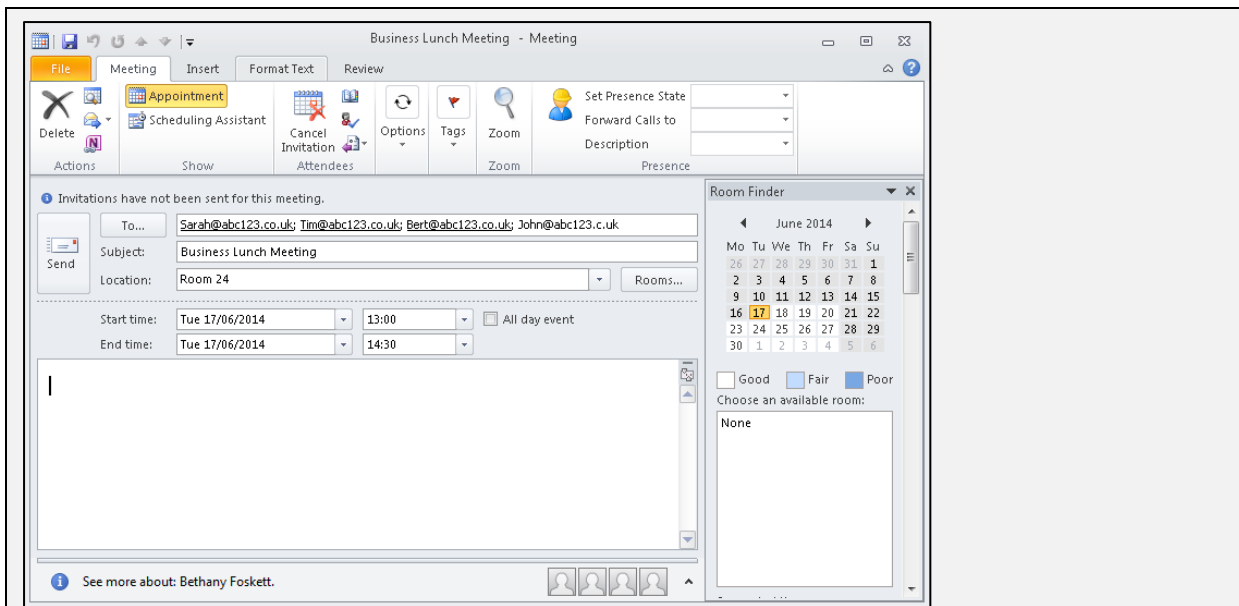 Business Lunch Meeting - Meeting
File Meeting Insert Format Text Review
Delete
Appointment
Scheduling Assistant
Cancel Invitation
Options
Tags
Zoom
Set Presence State
Forward Calls to
Description
Actions Show Attendees Zoom Presence
Invitations have not been sent for this meeting.
Send
To... Sarah@abc123.co.uk; Tim@abc123.co.uk; Bert@abc123.co.uk; John@abc123.c.uk
Subject: Business Lunch Meeting
Location: Room 24 Rooms...
Start time: Tue 17/06/2014 13:00 All day event
End time: Tue 17/06/2014 14:30
See more about: Bethany Foskett.
Room Finder
June 2014
Mo Tu We Th Fr Sa Su
26 27 28 29 30 31 1
2 3 4 5 6 7 8
9 10 11 12 13 14 15
16 17 18 19 20 21 22
23 24 25 26 27 28 29
30 1 2 3 4 5 6
Good Fair Poor
Choose an available room:
None